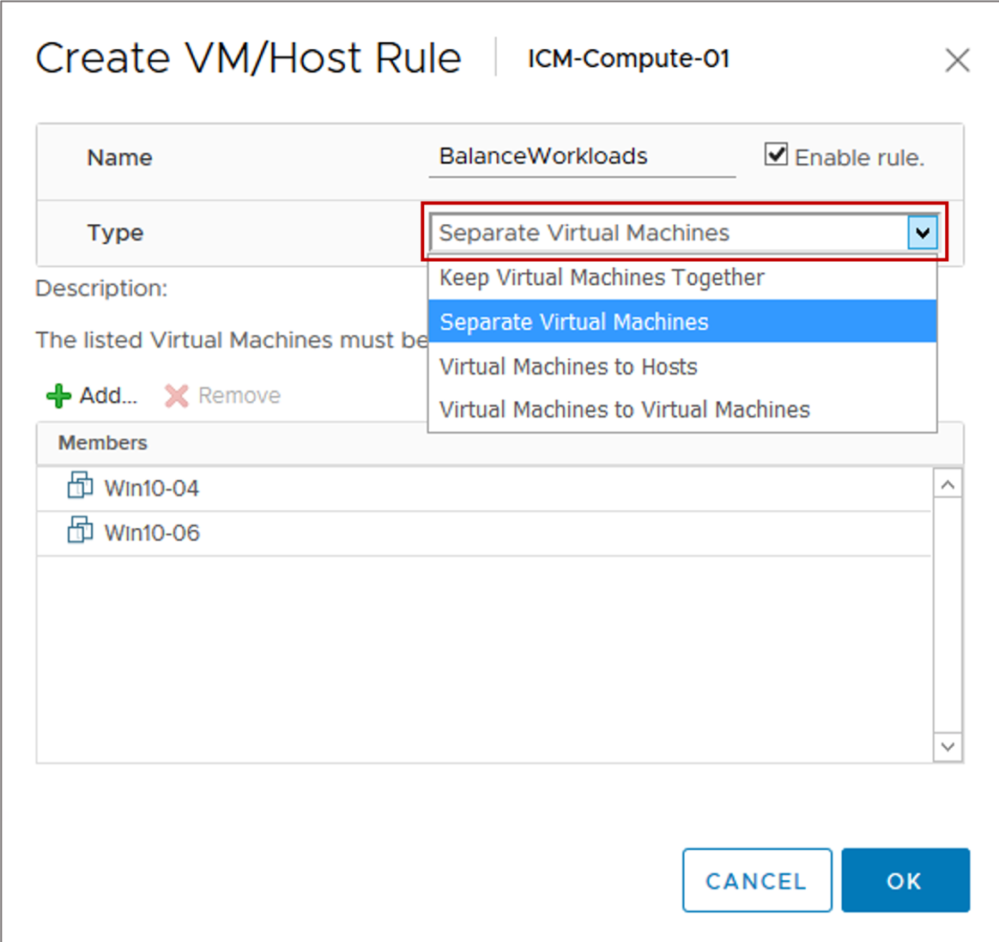 Create VM/Host Rule ICM-Compute-01
Name BalanceWorkloads Enable rule.
Type Separate Virtual Machines
Description:
Keep Virtual Machines Together
Separate Virtual Machines
The listed Virtual Machines must be
Virtual Machines to Hosts
Add... Remove
Virtual Machines to Virtual Machines
Members
Win10-04
Win10-06
CANCEL OK